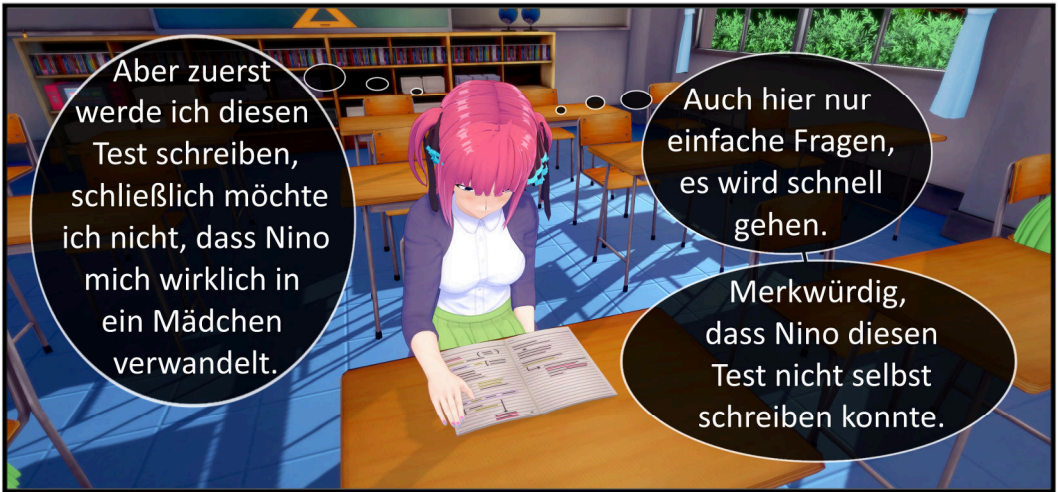 Aber zuerst
werde ich diesen
Test schreiben,
schließlich möchte
ich nicht, dass Nino
mich wirklich in
ein Mädchen
verwandelt.
Auch hier nur
einfache Fragen,
es wird schnell
gehen.
Merkwürdig,
dass Nino diesen
Test nicht selbst
schreiben konnte.